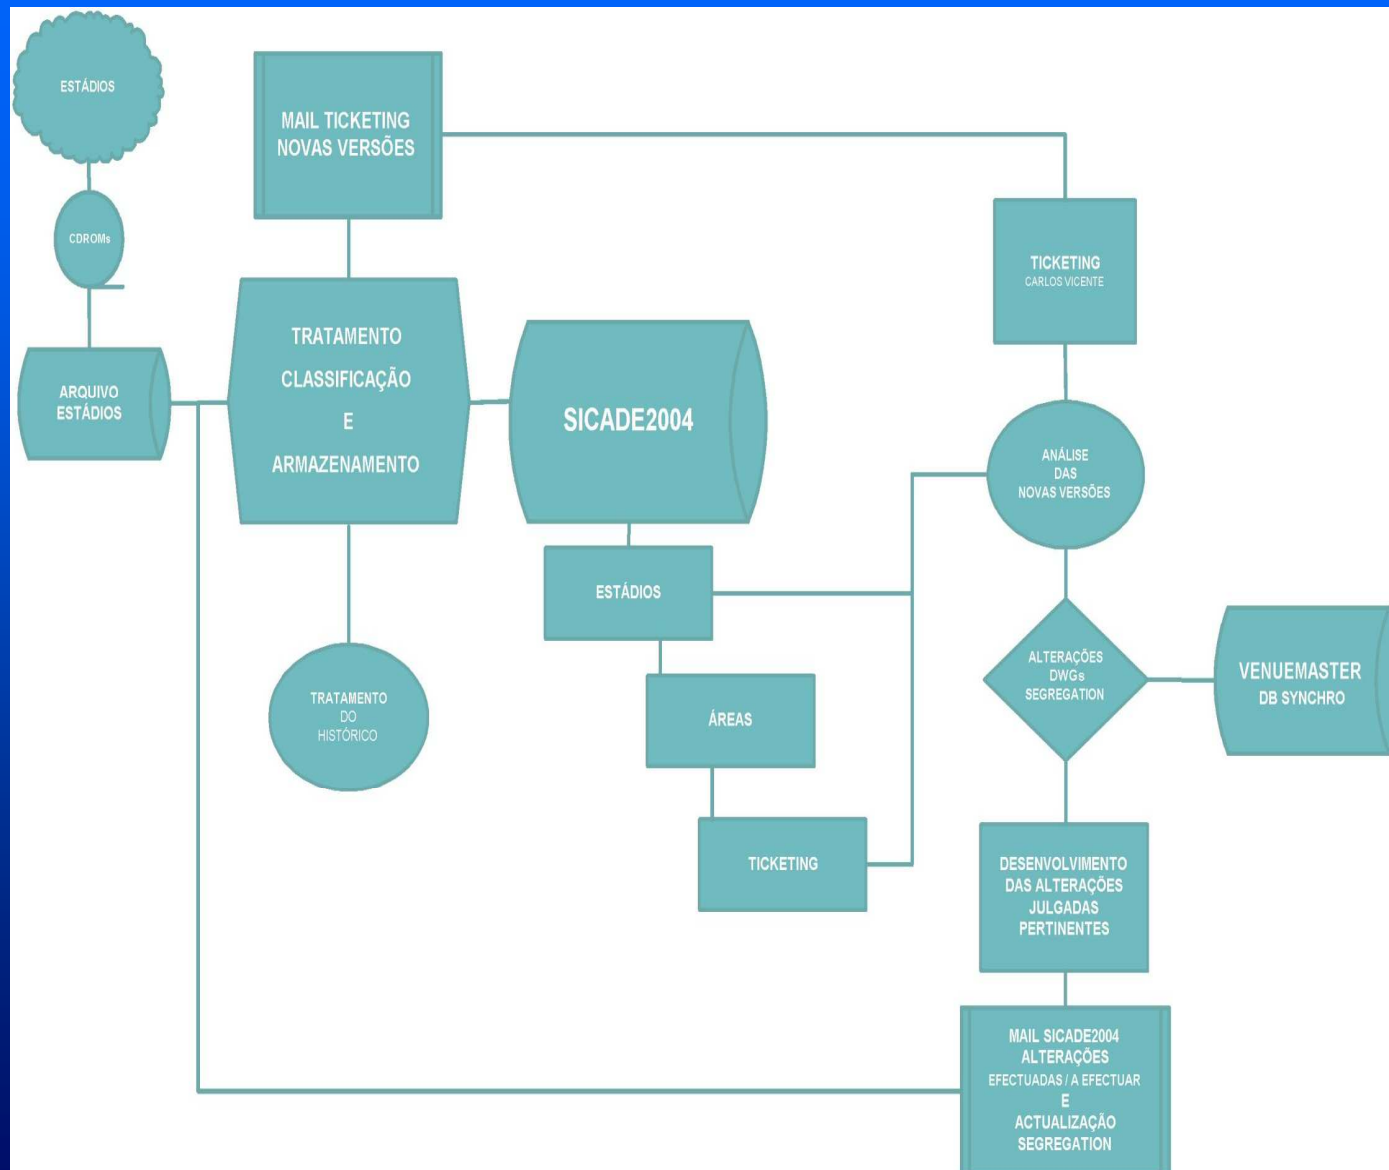 ESTÁDIOS
CDROMs
ARQUIVO
ESTÁDIOS
MAIL TICKETING
NOVAS VERSÕES
TRATAMENTO
CLASSIFICAÇÃO
E
ARMAZENAMENTO
TRATAMENTO
DO
HISTÓRICO
SICADE2004
ESTÁDIOS
ÁREAS
TICKETING
TICKETING
CARLOS VICENTE
ANÁLISE
DAS
NOVAS VERSÕES
ALTERAÇÕES
DWGs
SEGREGATION
VENUEMASTER
DB SYNCHRO
DESENVOLVIMENTO
DAS ALTERAÇÕES
JULGADAS
PERTINENTES
MAIL SICADE2004
ALTERAÇÕES
EFECTUADAS / A EFECTUAR
E
ACTUALIZAÇÃO
SEGREGATION